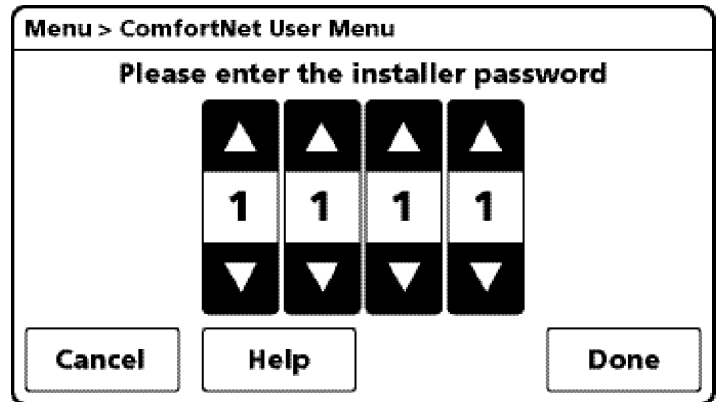 Menu > ComfortNet User Menu
Please enter the installer password
1 1 1 1
Cancel Help Done